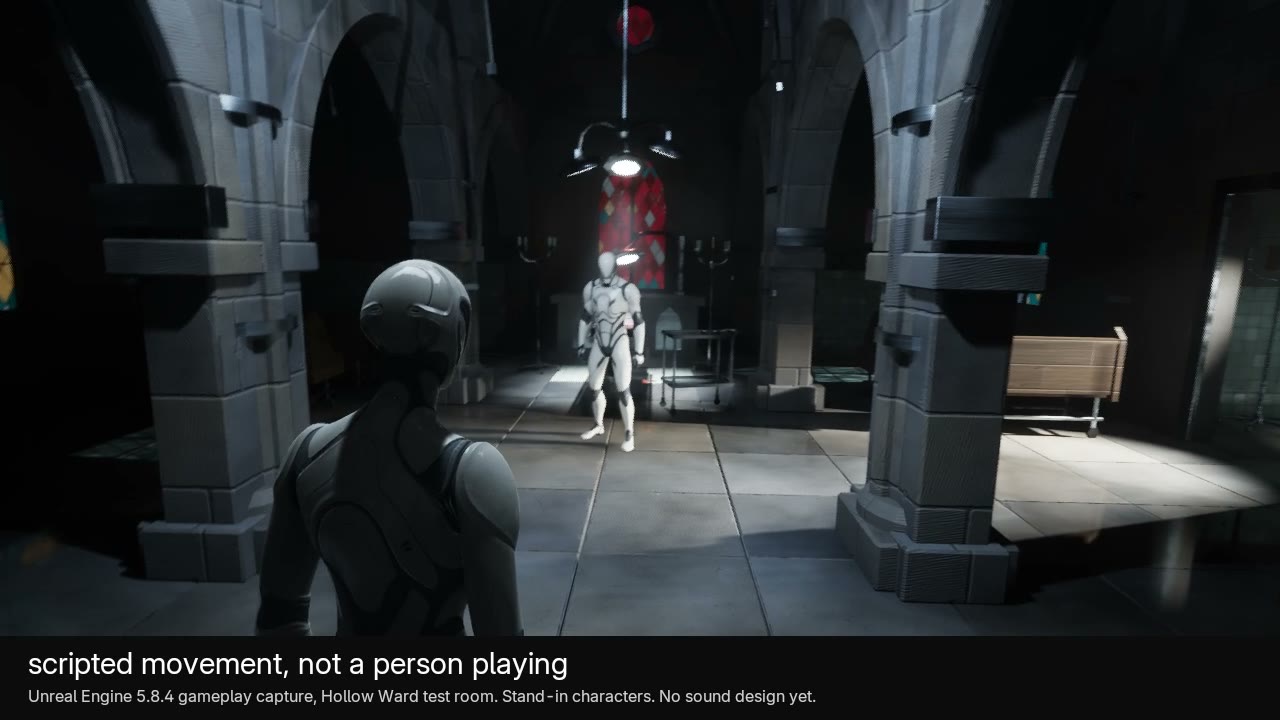 scripted movement, not a person playing
Unreal Engine 5.8.4 gameplay capture, Hollow Ward test room. Stand-in characters. No sound design yet.